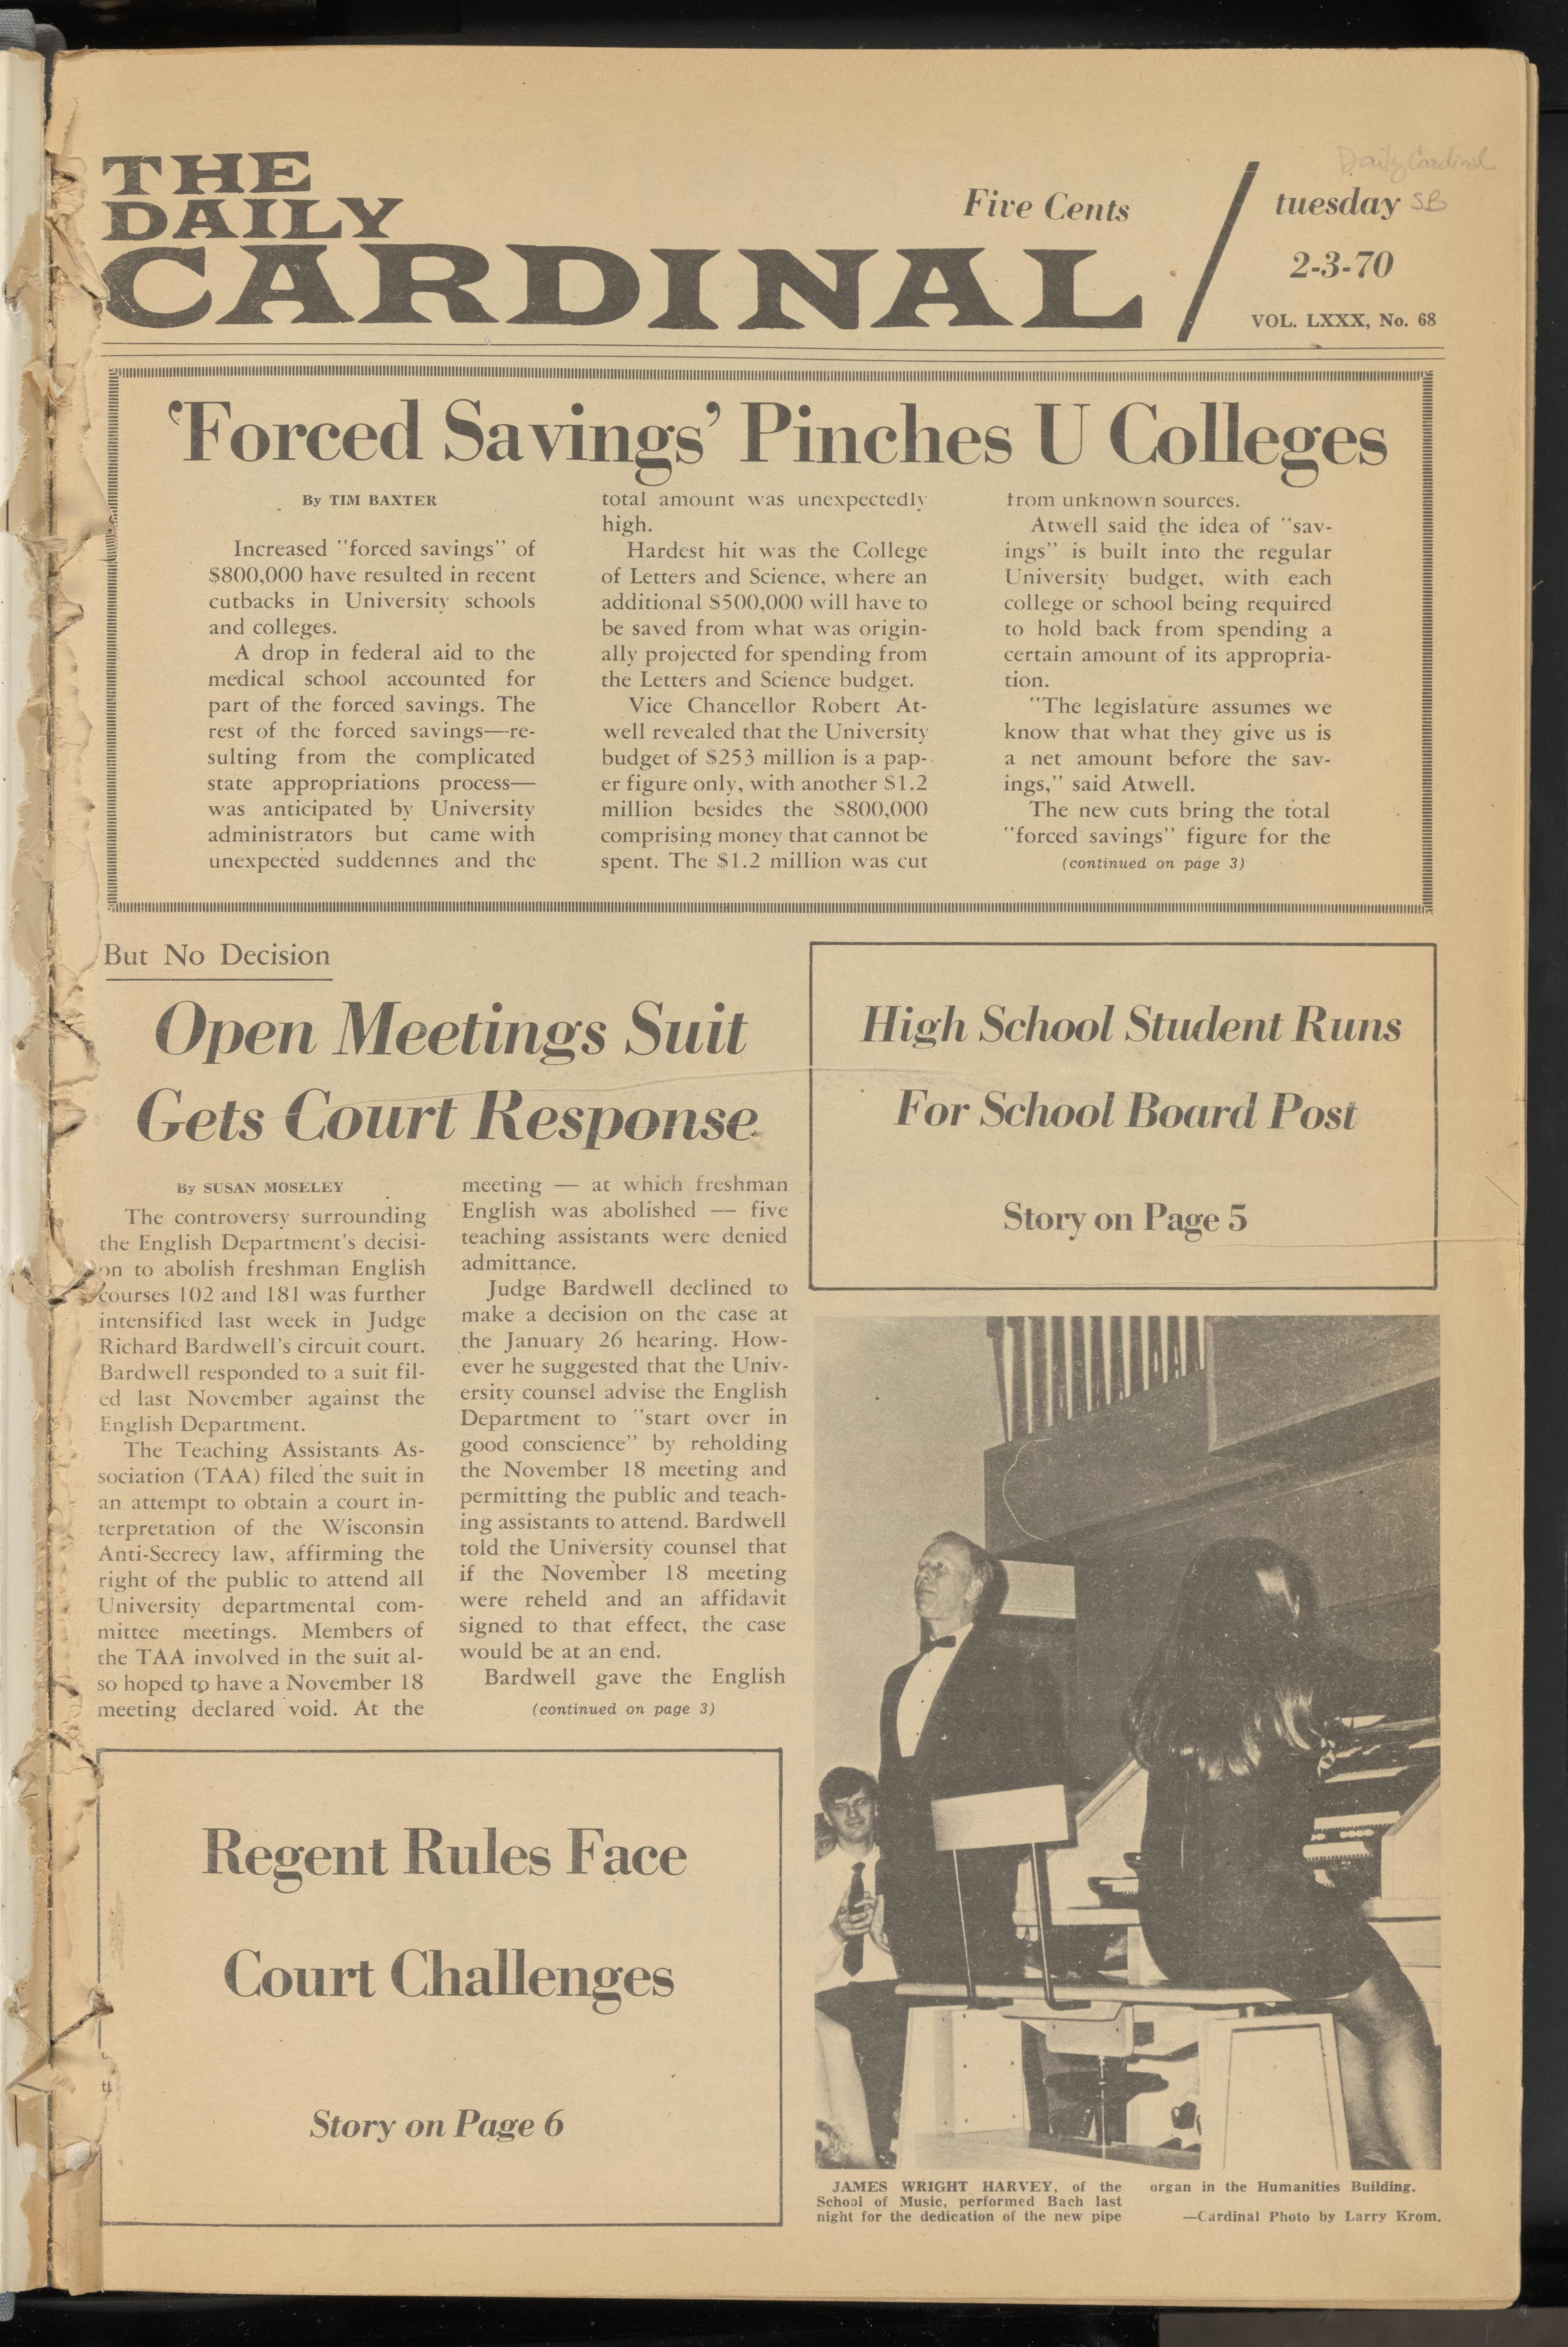 THE
DAILY
CARDINAL
Five Cents
Daily Cardinal
tuesday SB
2-3-70
VOL. LXXX, No. 68
'Forced Savings' Pinches U Colleges
By TIM BAXTER
Increased "forced savings" of
$800,000 have resulted in recent
cutbacks in University schools
and colleges.
A drop in federal aid to the
medical school accounted for
part of the forced savings. The
rest of the forced savings—re-
sulting from the complicated
state appropriations process—
was anticipated by University
administrators but came with
unexpected suddennes and the
total amount was unexpectedly
high.
Hardest hit was the College
of Letters and Science, where an
additional $500,000 will have to
be saved from what was origin-
ally projected for spending from
the Letters and Science budget.
Vice Chancellor Robert At-
well revealed that the University
budget of $253 million is a pap-
er figure only, with another $1.2
million besides the $800,000
comprising money that cannot be
spent. The $1.2 million was cut
from unknown sources.
Atwell said the idea of "sav-
ings" is built into the regular
University budget, with each
college or school being required
to hold back from spending a
certain amount of its appropria-
tion.
"The legislature assumes we
know that what they give us is
a net amount before the sav-
ings," said Atwell.
The new cuts bring the total
"forced savings" figure for the
(continued on page 3)
But No Decision
Open Meetings Suit
Gets Court Response
By SUSAN MOSELEY
The controversy surrounding
the English Department's decisi-
on to abolish freshman English
courses 102 and 181 was further
intensified last week in Judge
Richard Bardwell's circuit court.
Bardwell responded to a suit fil-
ed last November against the
English Department.
The Teaching Assistants As-
sociation (TAA) filed the suit in
an attempt to obtain a court in-
terpretation of the Wisconsin
Anti-Secrecy law, affirming the
right of the public to attend all
University departmental com-
mittee meetings. Members of
the TAA involved in the suit al-
so hoped to have a November 18
meeting declared void. At the
meeting — at which freshman
English was abolished — five
teaching assistants were denied
admittance.
Judge Bardwell declined to
make a decision on the case at
the January 26 hearing. How-
ever he suggested that the Univ-
ersity counsel advise the English
Department to "start over in
good conscience" by reholding
the November 18 meeting and
permitting the public and teach-
ing assistants to attend. Bardwell
told the University counsel that
if the November 18 meeting
were reheld and an affidavit
signed to that effect, the case
would be at an end.
Bardwell gave the English
(continued on page 3)
High School Student Runs
For School Board Post
Story on Page 5
Regent Rules Face
Court Challenges
Story on Page 6
JAMES WRIGHT HARVEY, of the
School of Music, performed Bach last
night for the dedication of the new pipe
organ in the Humanities Building.
—Cardinal Photo by Larry Krom.